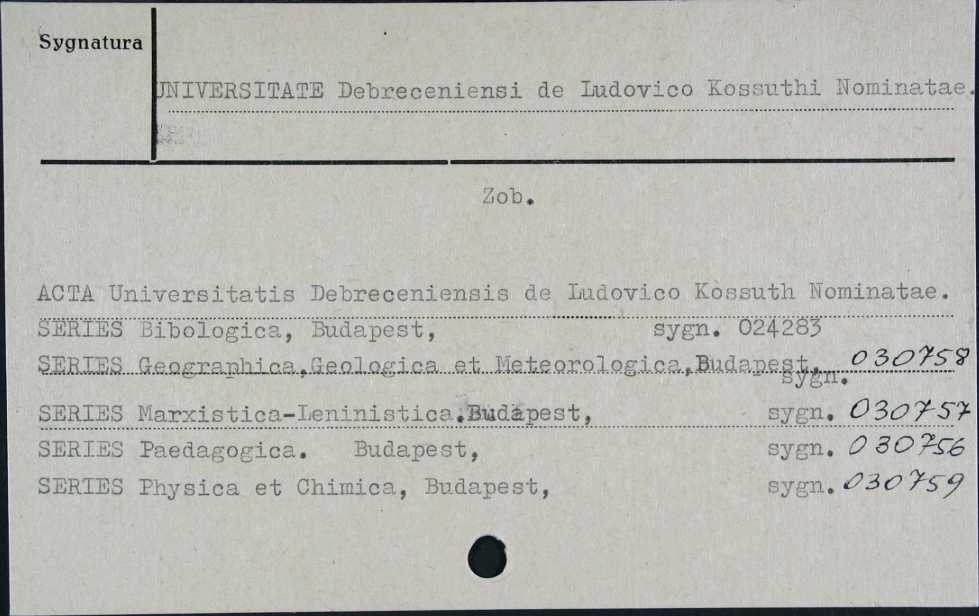 Sygnatura
UNIVERSITATE Debreceniensi de Ludovico Kossuthi Nominatae.
Zob.
ACTA Universitatis Debreceniensis de Ludovico Kossuth Nominatae.
SERIES Bibologica, Budapest, sygn. 024283
SERIES Geographica,Geologica et Meteorologica,Budapest, 030758
sygn.
SERIES Marxistica-Leninistica.Budapest, sygn. 030757
SERIES Paedagogica. Budapest, sygn. 030756
SERIES Physica et Chimica, Budapest, sygn. 030759